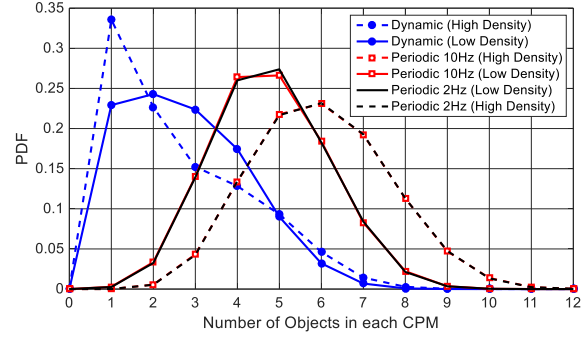 0.35
0.3
0.25
0.2
0.15
0.1
0.05
0
PDF
Dynamic (High Density)
Dynamic (Low Density)
Periodic 10Hz (High Density)
Periodic 10Hz (Low Density)
Periodic 2Hz (Low Density)
Periodic 2Hz (High Density)
0 1 2 3 4 5 6 7 8 9 10 11 12
Number of Objects in each CPM